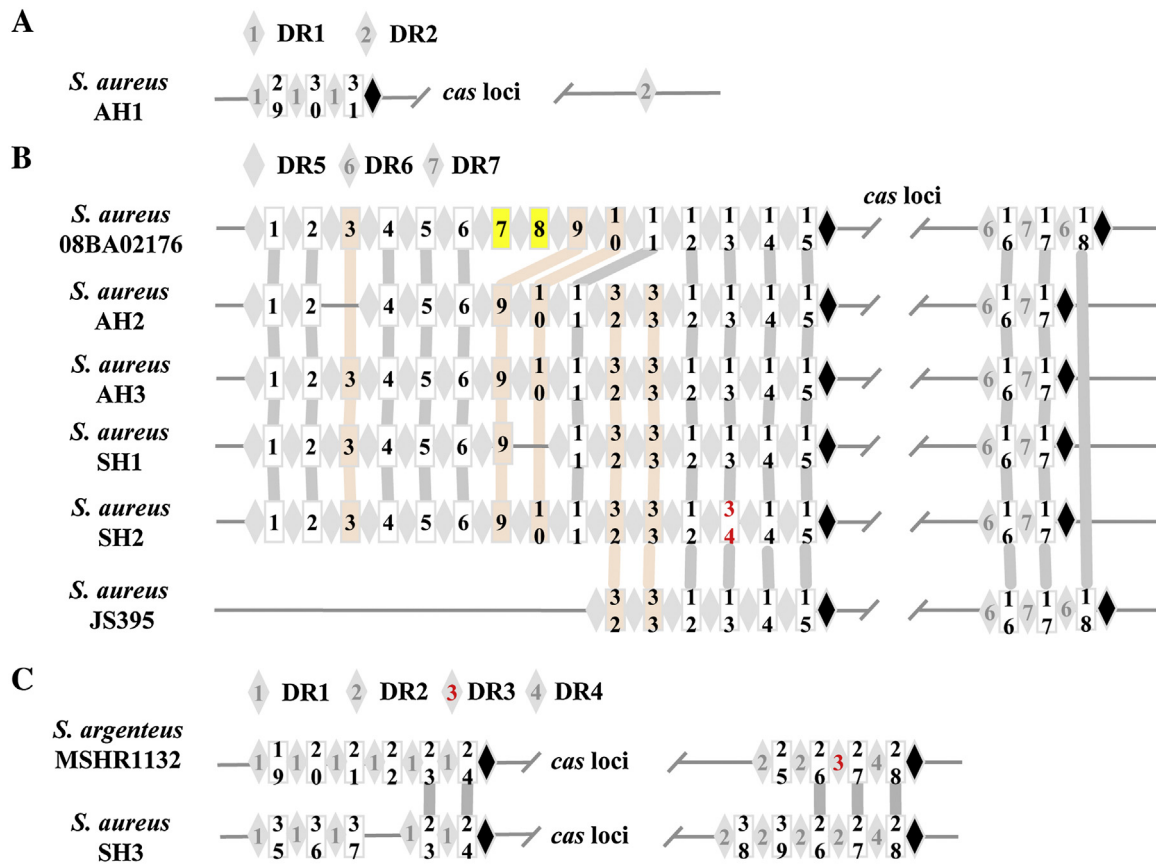 A
1 DR1 2 DR2
S. aureus
AH1
1 29 1 30 1 31 cas loci 2
B
DR5 6 DR6 7 DR7
cas loci
S. aureus
08BA02176
1 2 3 4 5 6 7 8 9 10 11 12 13 14 15 6 16 7 17 6 18
S. aureus
AH2
1 2 4 5 6 9 10 11 32 33 12 13 14 15 6 16 7 17
S. aureus
AH3
1 2 3 4 5 6 9 10 11 32 33 12 13 14 15 6 16 7 17
S. aureus
SH1
1 2 3 4 5 6 9 11 32 33 12 13 14 15 6 16 7 17
S. aureus
SH2
1 2 3 4 5 6 9 10 11 32 33 12 34 14 15 6 16 7 17
S. aureus
JS395
32 33 12 13 14 15 6 16 7 17 6 18
C
1 DR1 2 DR2 3 DR3 4 DR4
S. argenteus
MSHR1132
1 19 1 20 1 21 1 22 1 23 1 24 cas loci 2 25 2 26 3 27 4 28
S. aureus
SH3
1 35 1 36 1 37 1 23 1 24 cas loci 2 38 2 39 2 26 2 27 4 28